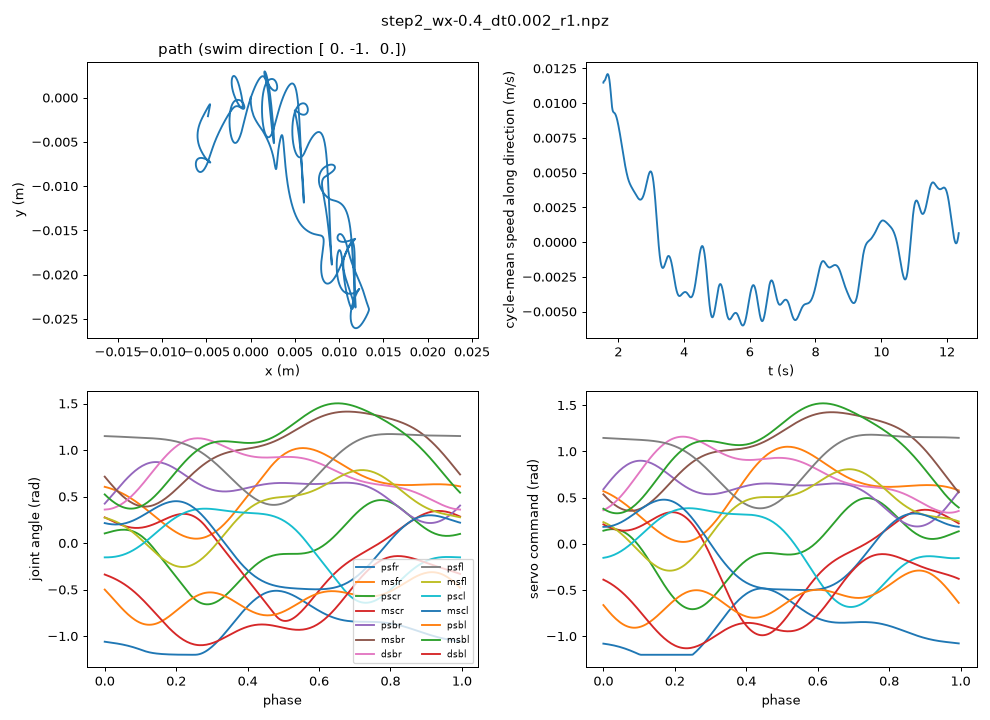 step2_wx-0.4_dt0.002_r1.npz
path (swim direction [ 0. -1.  0.])
0.000
−0.005
−0.010
−0.015
−0.020
−0.025
y (m)
−0.015−0.010−0.005 0.000 0.005 0.010 0.015 0.020 0.025
x (m)
0.0125
0.0100
0.0075
0.0050
0.0025
0.0000
−0.0025
−0.0050
cycle-mean speed along direction (m/s)
2 4 6 8 10 12
t (s)
1.5
1.0
0.5
0.0
−0.5
−1.0
joint angle (rad)
psfr psfl
msfr msfl
pscr pscl
mscr mscl
psbr psbl
msbr msbl
dsbr dsbl
0.0 0.2 0.4 0.6 0.8 1.0
phase
1.5
1.0
0.5
0.0
−0.5
−1.0
servo command (rad)
0.0 0.2 0.4 0.6 0.8 1.0
phase